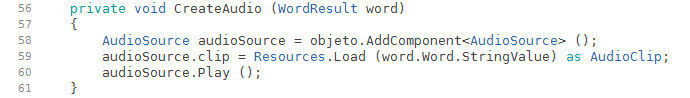 56 private void CreateAudio (WordResult word)
57 {
58 AudioSource audioSource = objeto.AddComponent<AudioSource> ();
59 audioSource.clip = Resources.Load (word.Word.StringValue) as AudioClip;
60 audioSource.Play ();
61 }